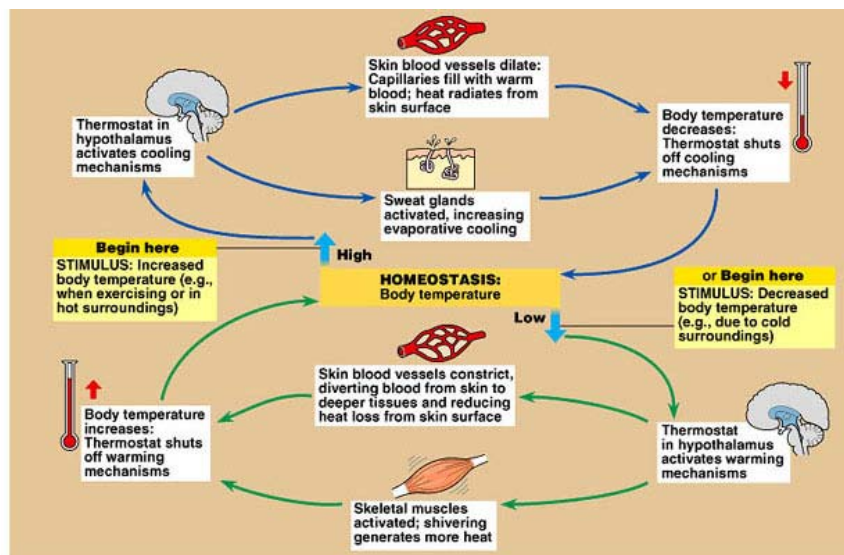 Skin blood vessels dilate:
Capillaries fill with warm
blood; heat radiates from
skin surface
Thermostat in
hypothalamus
activates cooling
mechanisms
Body temperature
decreases:
Thermostat shuts
off cooling
mechanisms
Sweat glands
activated, increasing
evaporative cooling
Begin here
STIMULUS: Increased
body temperature (e.g.,
when exercising or in
hot surroundings)
High
HOMEOSTASIS:
Body temperature
Low
or Begin here
STIMULUS: Decreased
body temperature
(e.g., due to cold
surroundings)
Skin blood vessels constrict,
diverting blood from skin to
deeper tissues and reducing
heat loss from skin surface
Body temperature
increases:
Thermostat shuts
off warming
mechanisms
Thermostat
in hypothalamus
activates warming
mechanisms
Skeletal muscles
activated; shivering
generates more heat